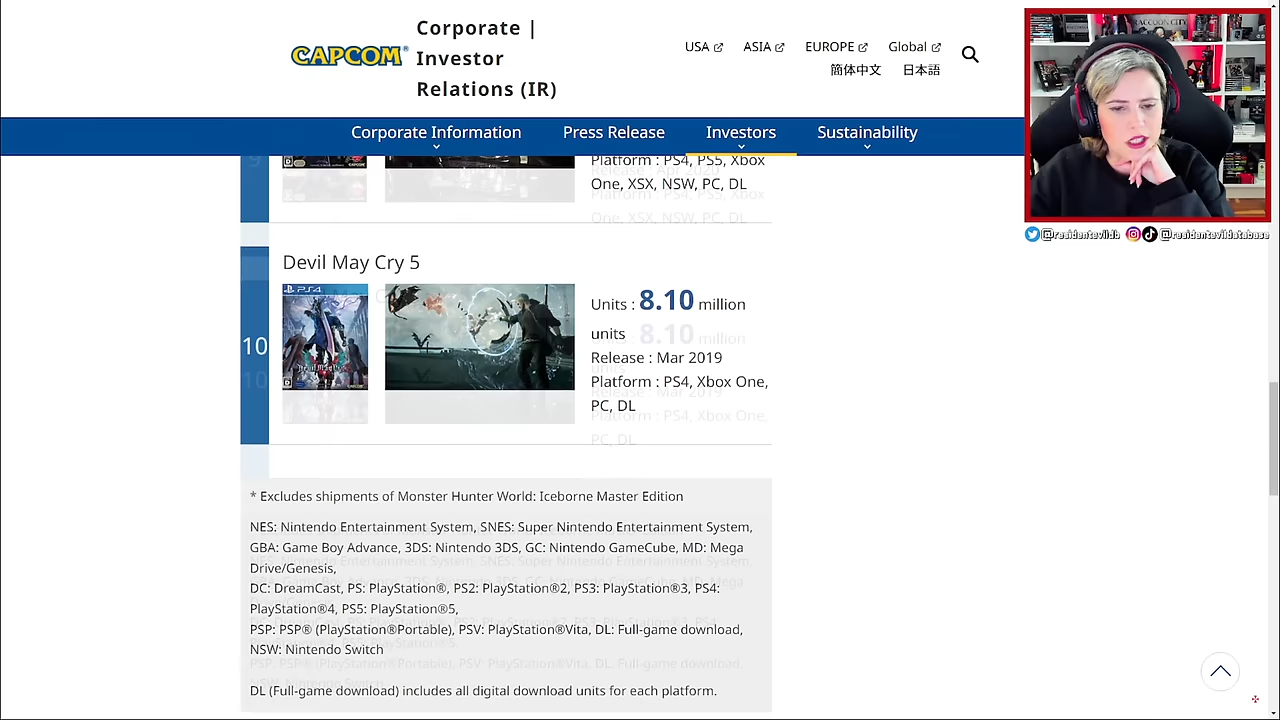 CAPCOM
Corporate |
Investor
Relations (IR)
USA
ASIA
EUROPE
Global
简体中文
日本語
Corporate Information
Press Release
Investors
Sustainability
9
Platform : PS4, PS5, Xbox
One, XSX, NSW, PC, DL
10
Devil May Cry 5
PS4
Units : 8.10 million
units
Release : Mar 2019
Platform : PS4, Xbox One,
PC, DL
* Excludes shipments of Monster Hunter World: Iceborne Master Edition
NES: Nintendo Entertainment System, SNES: Super Nintendo Entertainment System,
GBA: Game Boy Advance, 3DS: Nintendo 3DS, GC: Nintendo GameCube, MD: Mega
Drive/Genesis,
DC: DreamCast, PS: PlayStation®, PS2: PlayStation®2, PS3: PlayStation®3, PS4:
PlayStation®4, PS5: PlayStation®5,
PSP: PSP® (PlayStation®Portable), PSV: PlayStation®Vita, DL: Full-game download,
NSW: Nintendo Switch
DL (Full-game download) includes all digital download units for each platform.
RACCOON CITY
@residentevildb
@residentevildatabase